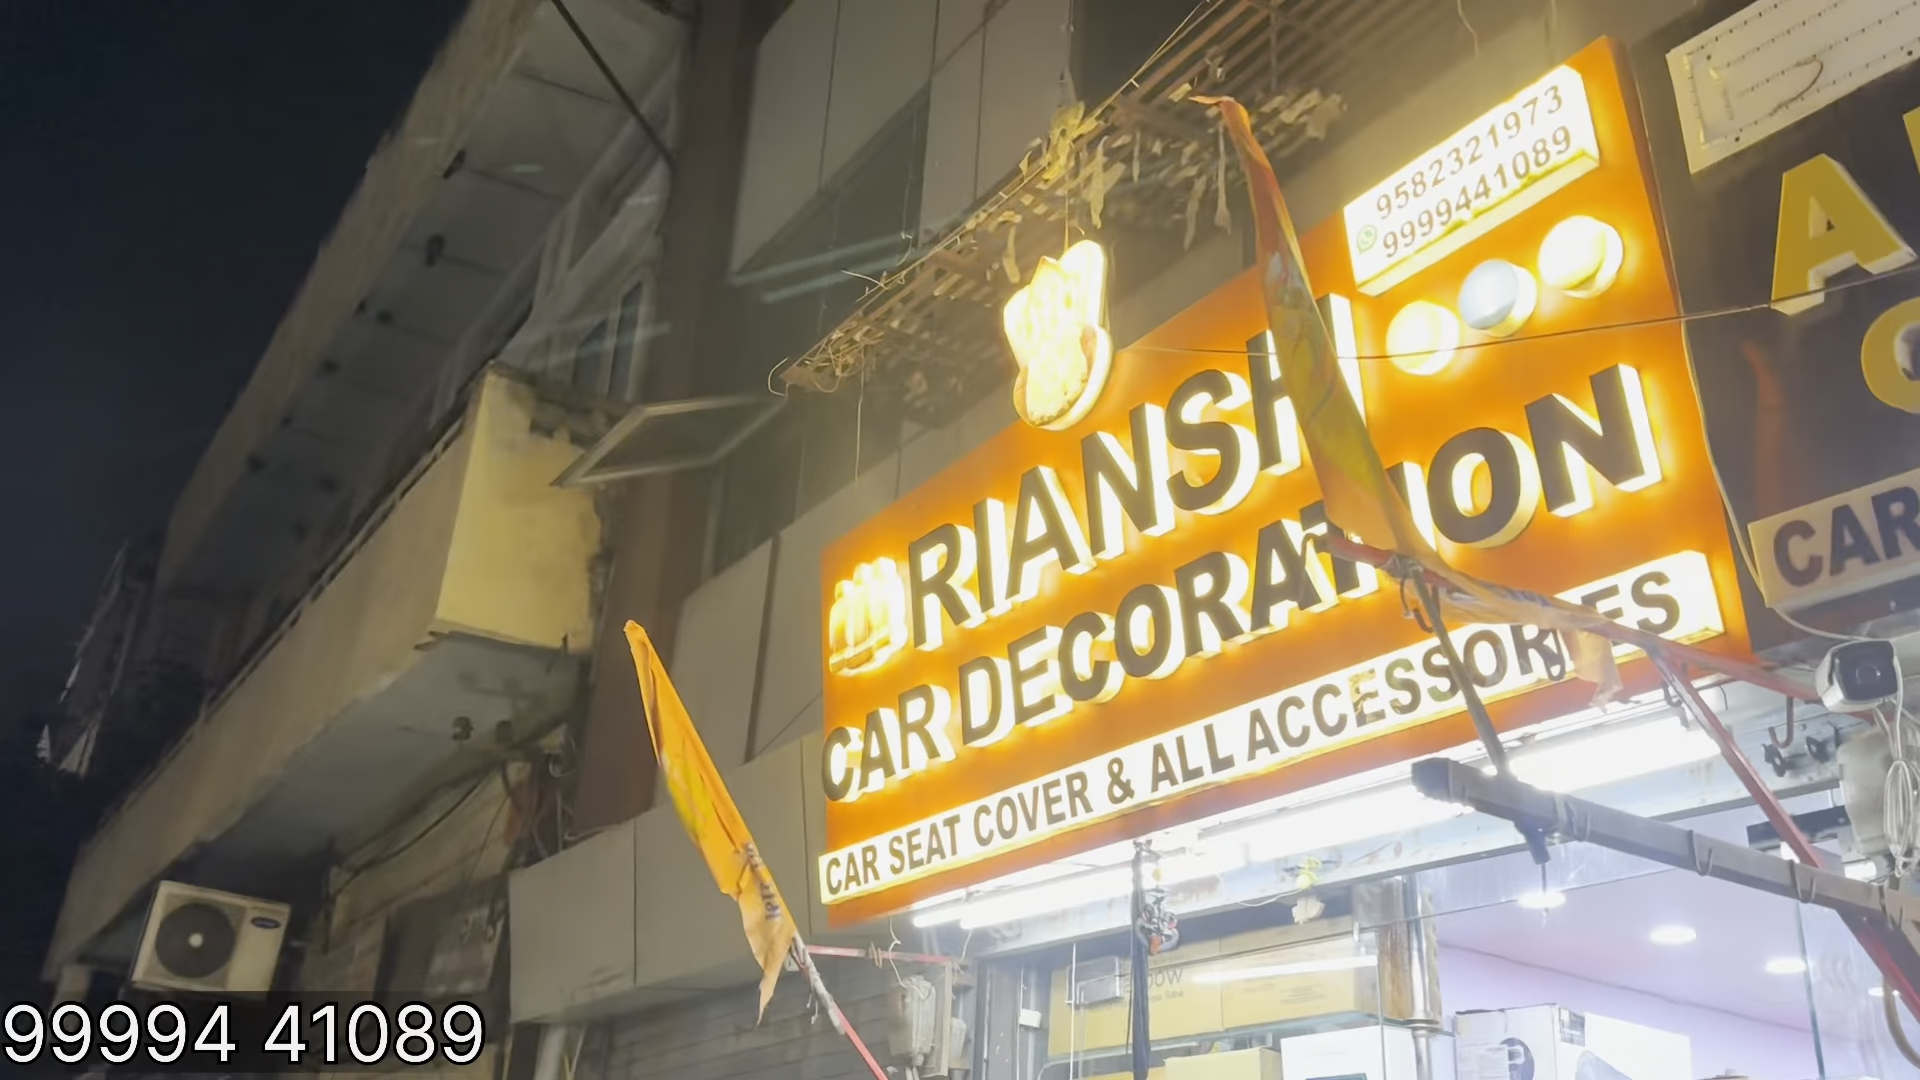 9582321973
9999441089
RIANSH
CAR DECORATION
CAR SEAT COVER & ALL ACCESSORIES
A
CAR
99994 41089